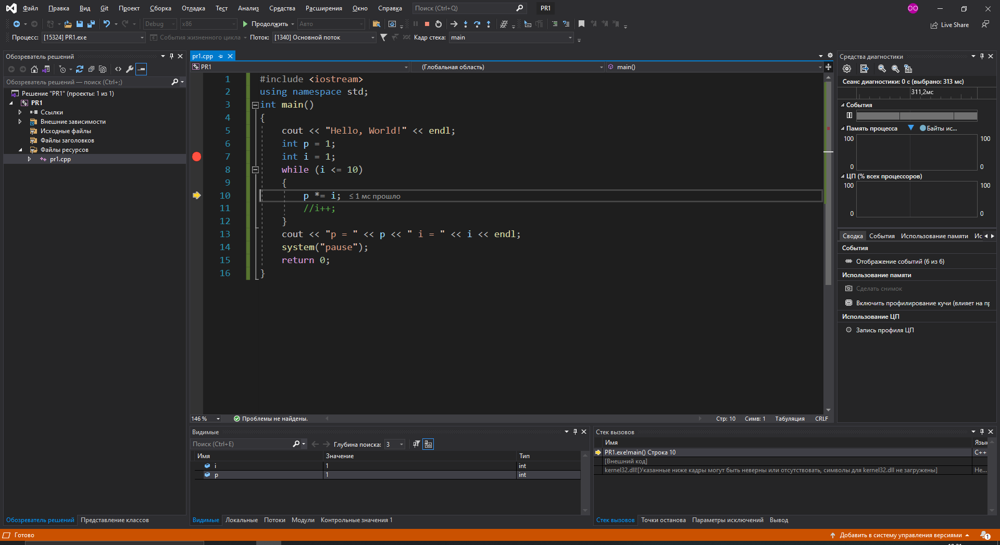 Файл Правка Вид Git Проект Сборка Отладка Тест Анализ Средства Расширения Окно Справка Поиск (Ctrl+Q) PR1 OO
Debug x86 Продолжить Авто Live Share
Процесс: [15324] PR1.exe События жизненного цикла Поток: [1340] Основной поток Кадр стека: main
Обозреватель решений
Обозреватель решений — поиск (Ctrl+;)
Решение "PR1" (проекты: 1 из 1)
PR1
Ссылки
Внешние зависимости
Исходные файлы
Файлы заголовков
Файлы ресурсов
pr1.cpp
Обозреватель решений Представление классов
pr1.cpp
PR1 (Глобальная область) main()
1 #include <iostream>
2 using namespace std;
3 int main()
4 {
5 cout << "Hello, World!" << endl;
6 int p = 1;
7 int i = 1;
8 while (i <= 10)
9 {
10 p *= i; ≤ 1 мс прошло
11 //i++;
12 }
13 cout << "p = " << p << " i = " << i << endl;
14 system("pause");
15 return 0;
16 }
146 % Проблемы не найдены. Стр: 10 Симв: 1 Табуляция CRLF
Средства диагностики
Сеанс диагностики: 0 с (выбрано: 313 мс)
311,2мс
События
Память процесса Байты ис...
100 100
0 0
ЦП (% всех процессоров)
100 100
0 0
Сводка События Использование памяти Ис
События
Отображение событий (6 из 6)
Использование памяти
Сделать снимок
Включить профилирование кучи (влияет на пр
Использование ЦП
Запись профиля ЦП
Видимые
Поиск (Ctrl+E) Глубина поиска: 3
Имя Значение Тип
i 1 int
p 1 int
Видимые Локальные Потоки Модули Контрольные значения 1
Стек вызовов
Имя Язык
PR1.exe!main() Строка 10 C++
[Внешний код]
kernel32.dll![Указанные ниже кадры могут быть неверны или отсутствовать, символы для kernel32.dll не загружены] Не...
Стек вызовов Точки останова Параметры исключений Вывод
Готово Добавить в систему управления версиями 1